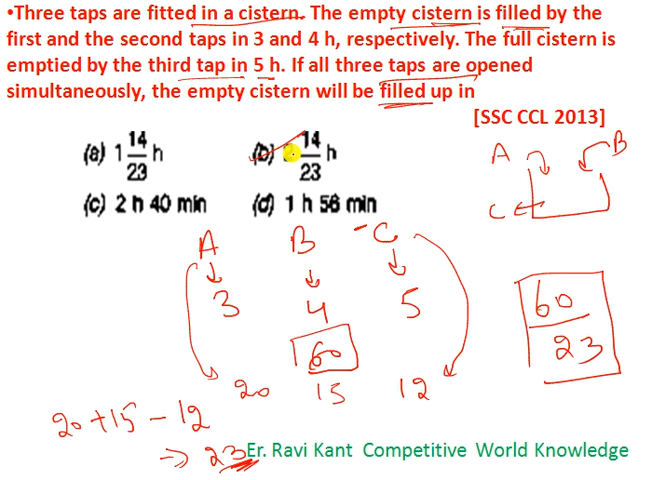 •Three taps are fitted in a cistern. The empty cistern is filled by the
first and the second taps in 3 and 4 h, respectively. The full cistern is
emptied by the third tap in 5 h. If all three taps are opened
simultaneously, the empty cistern will be filled up in
[SSC CCL 2013]
(a) 1 14/23 h (b) 14/23 h
(c) 2 h 40 min (d) 1 h 56 min
A B
C
A B -C
3 4 5
60
20 15 12
60/23
20+15-12
⇒ 23
Er. Ravi Kant Competitive World Knowledge